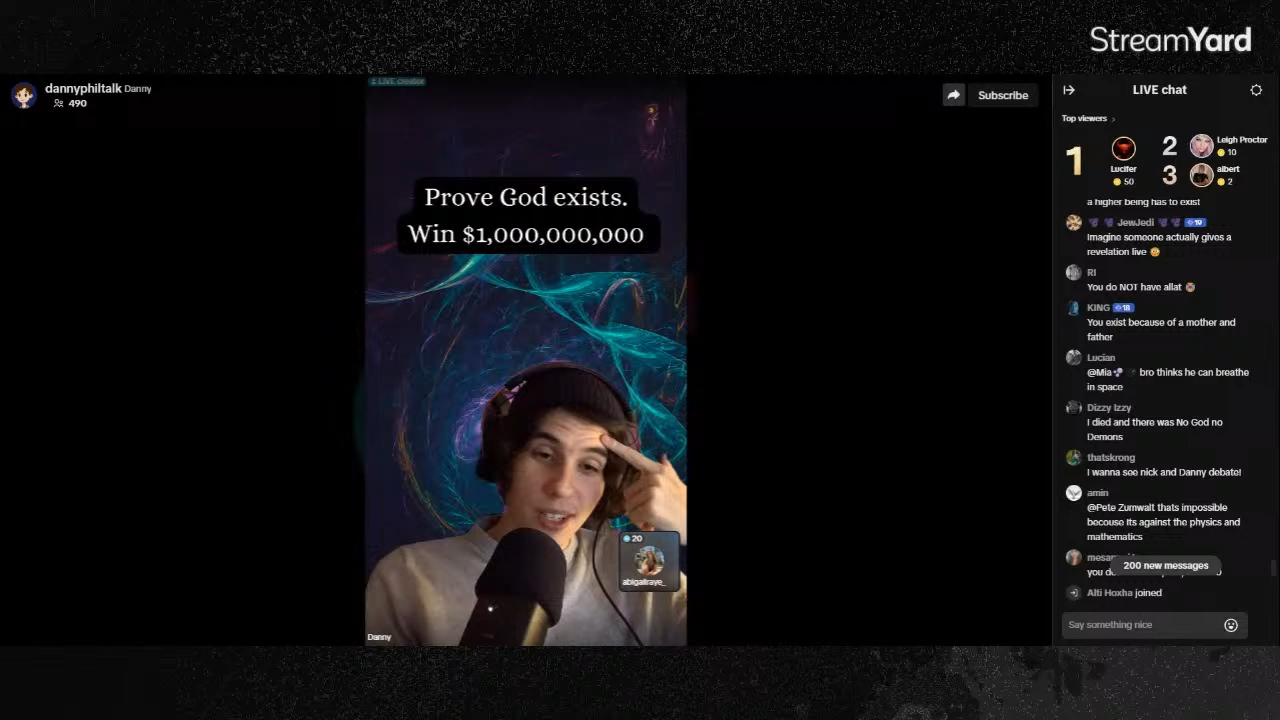 StreamYard
dannyphiltalk Danny
490
LIVE creator
Subscribe
Prove God exists.
Win $1,000,000,000
20
abigailraye_
Danny
LIVE chat
Top viewers
1
Lucifer
50
2
Leigh Proctor
10
3
albert
2
a higher being has to exist
JewJedi
19
Imagine someone actually gives a
revelation live
RI
You do NOT have allat
KING
18
You exist because of a mother and
father
Lucian
@Mia bro thinks he can breathe
in space
Dizzy Izzy
I died and there was No God no
Demons
thatskrong
I wanna see nick and Danny debate!
amin
@Pete Zumwalt thats impossible
becouse its against the physics and
mathematics
200 new messages
Alti Hoxha joined
Say something nice